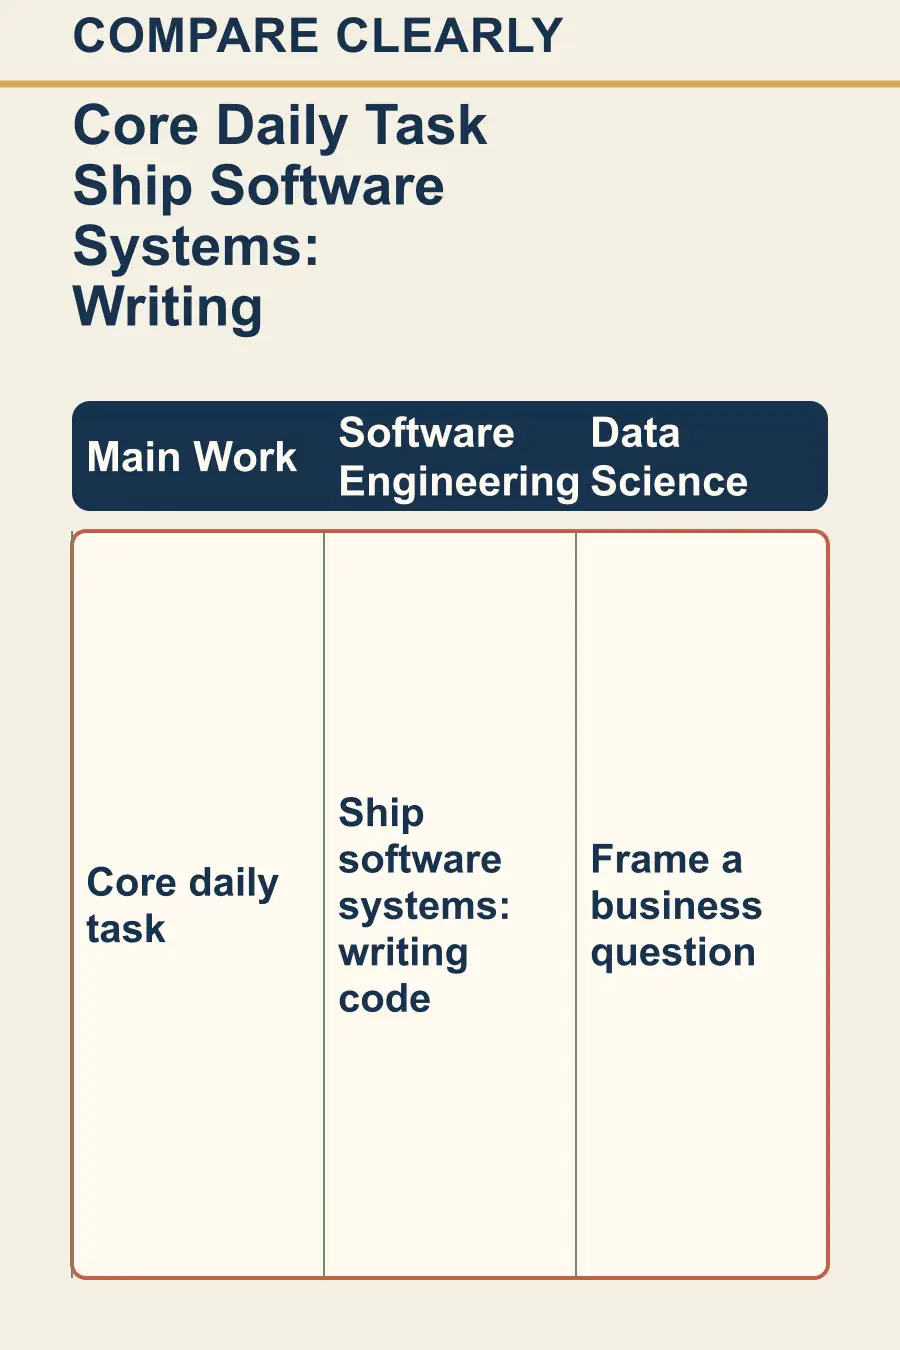 COMPARE CLEARLY
Core Daily Task
Ship Software
Systems:
Writing
Main Work
Software
Engineering
Data
Science
Core daily
task
Ship
software
systems:
writing
code
Frame a
business
question